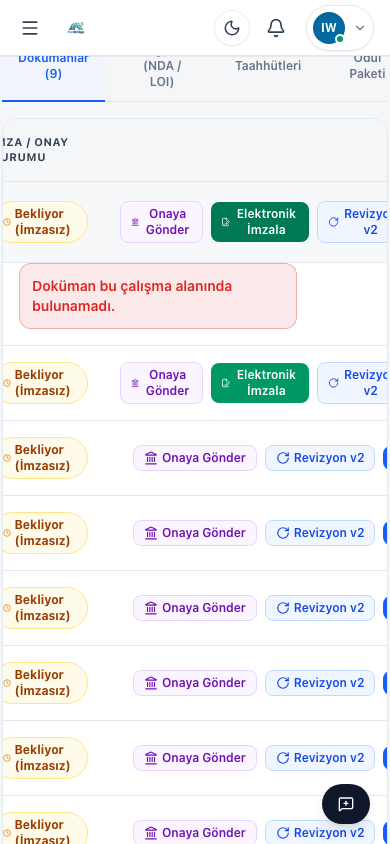 IW
Dokümanlar
(9)
(NDA /
LOI)
Taahhütleri
Ödül
Paketi
IZA / ONAY
URUMU
Bekliyor
(İmzasız)
Onaya
Gönder
Elektronik
İmzala
Revizyo
v2
Doküman bu çalışma alanında
bulunamadı.
Bekliyor
(İmzasız)
Onaya
Gönder
Elektronik
İmzala
Revizyo
v2
Bekliyor
(İmzasız)
Onaya Gönder
Revizyon v2
Bekliyor
(İmzasız)
Onaya Gönder
Revizyon v2
Bekliyor
(İmzasız)
Onaya Gönder
Revizyon v2
Bekliyor
(İmzasız)
Onaya Gönder
Revizyon v2
Bekliyor
(İmzasız)
Onaya Gönder
Revizyon v2
Bekliyor
(İmzasız)
Onaya Gönder
Revizyon v2